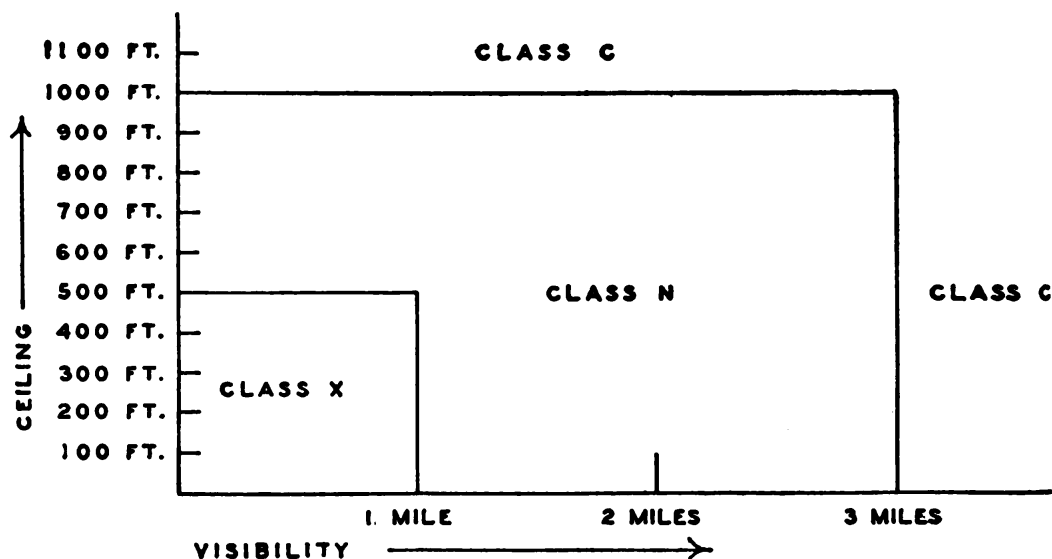 1100 FT.
CLASS C
1000 FT.
900 FT.
800 FT.
700 FT.
600 FT.
500 FT.
CLASS N
CLASS C
400 FT.
300 FT.
CLASS X
200 FT.
100 FT.
CEILING
1. MILE
2 MILES
3 MILES
VISIBILITY